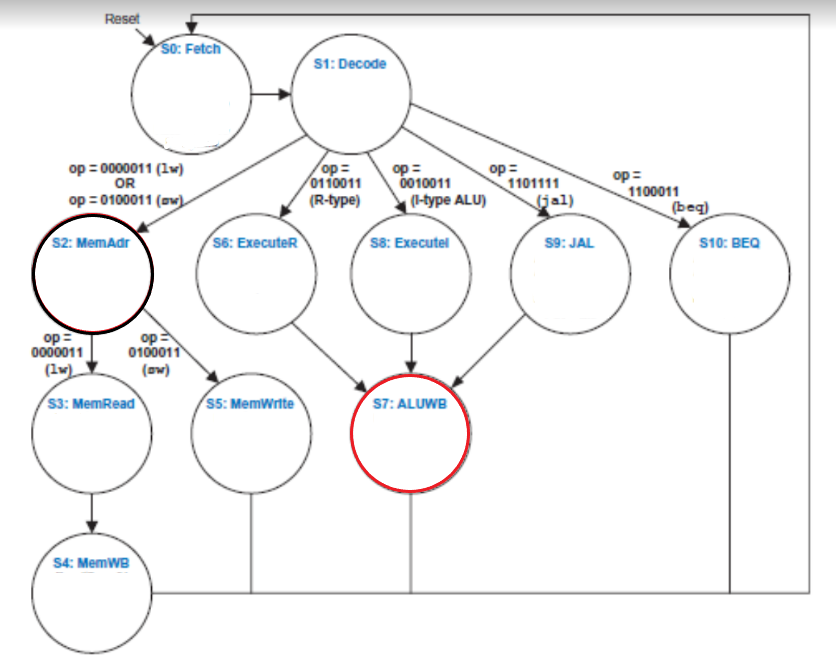 Reset
S0: Fetch
S1: Decode
op = 0000011 (lw)
OR
op = 0100011 (sw)
op =
0110011
(R-type)
op =
0010011
(I-type ALU)
op =
1101111
(jal)
op =
1100011
(beq)
S2: MemAdr
S6: ExecuteR
S8: ExecuteI
S9: JAL
S10: BEQ
op =
0000011
(lw)
op =
0100011
(sw)
S3: MemRead
S5: MemWrite
S7: ALUWB
S4: MemWB